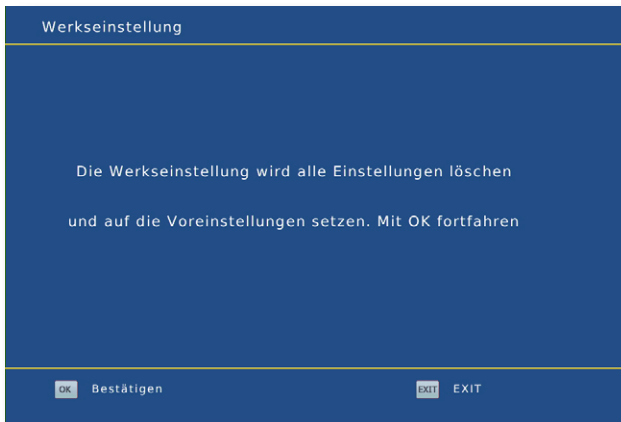 Werkseinstellung
Die Werkseinstellung wird alle Einstellungen löschen
und auf die Voreinstellungen setzen. Mit OK fortfahren
OK Bestätigen EXIT EXIT